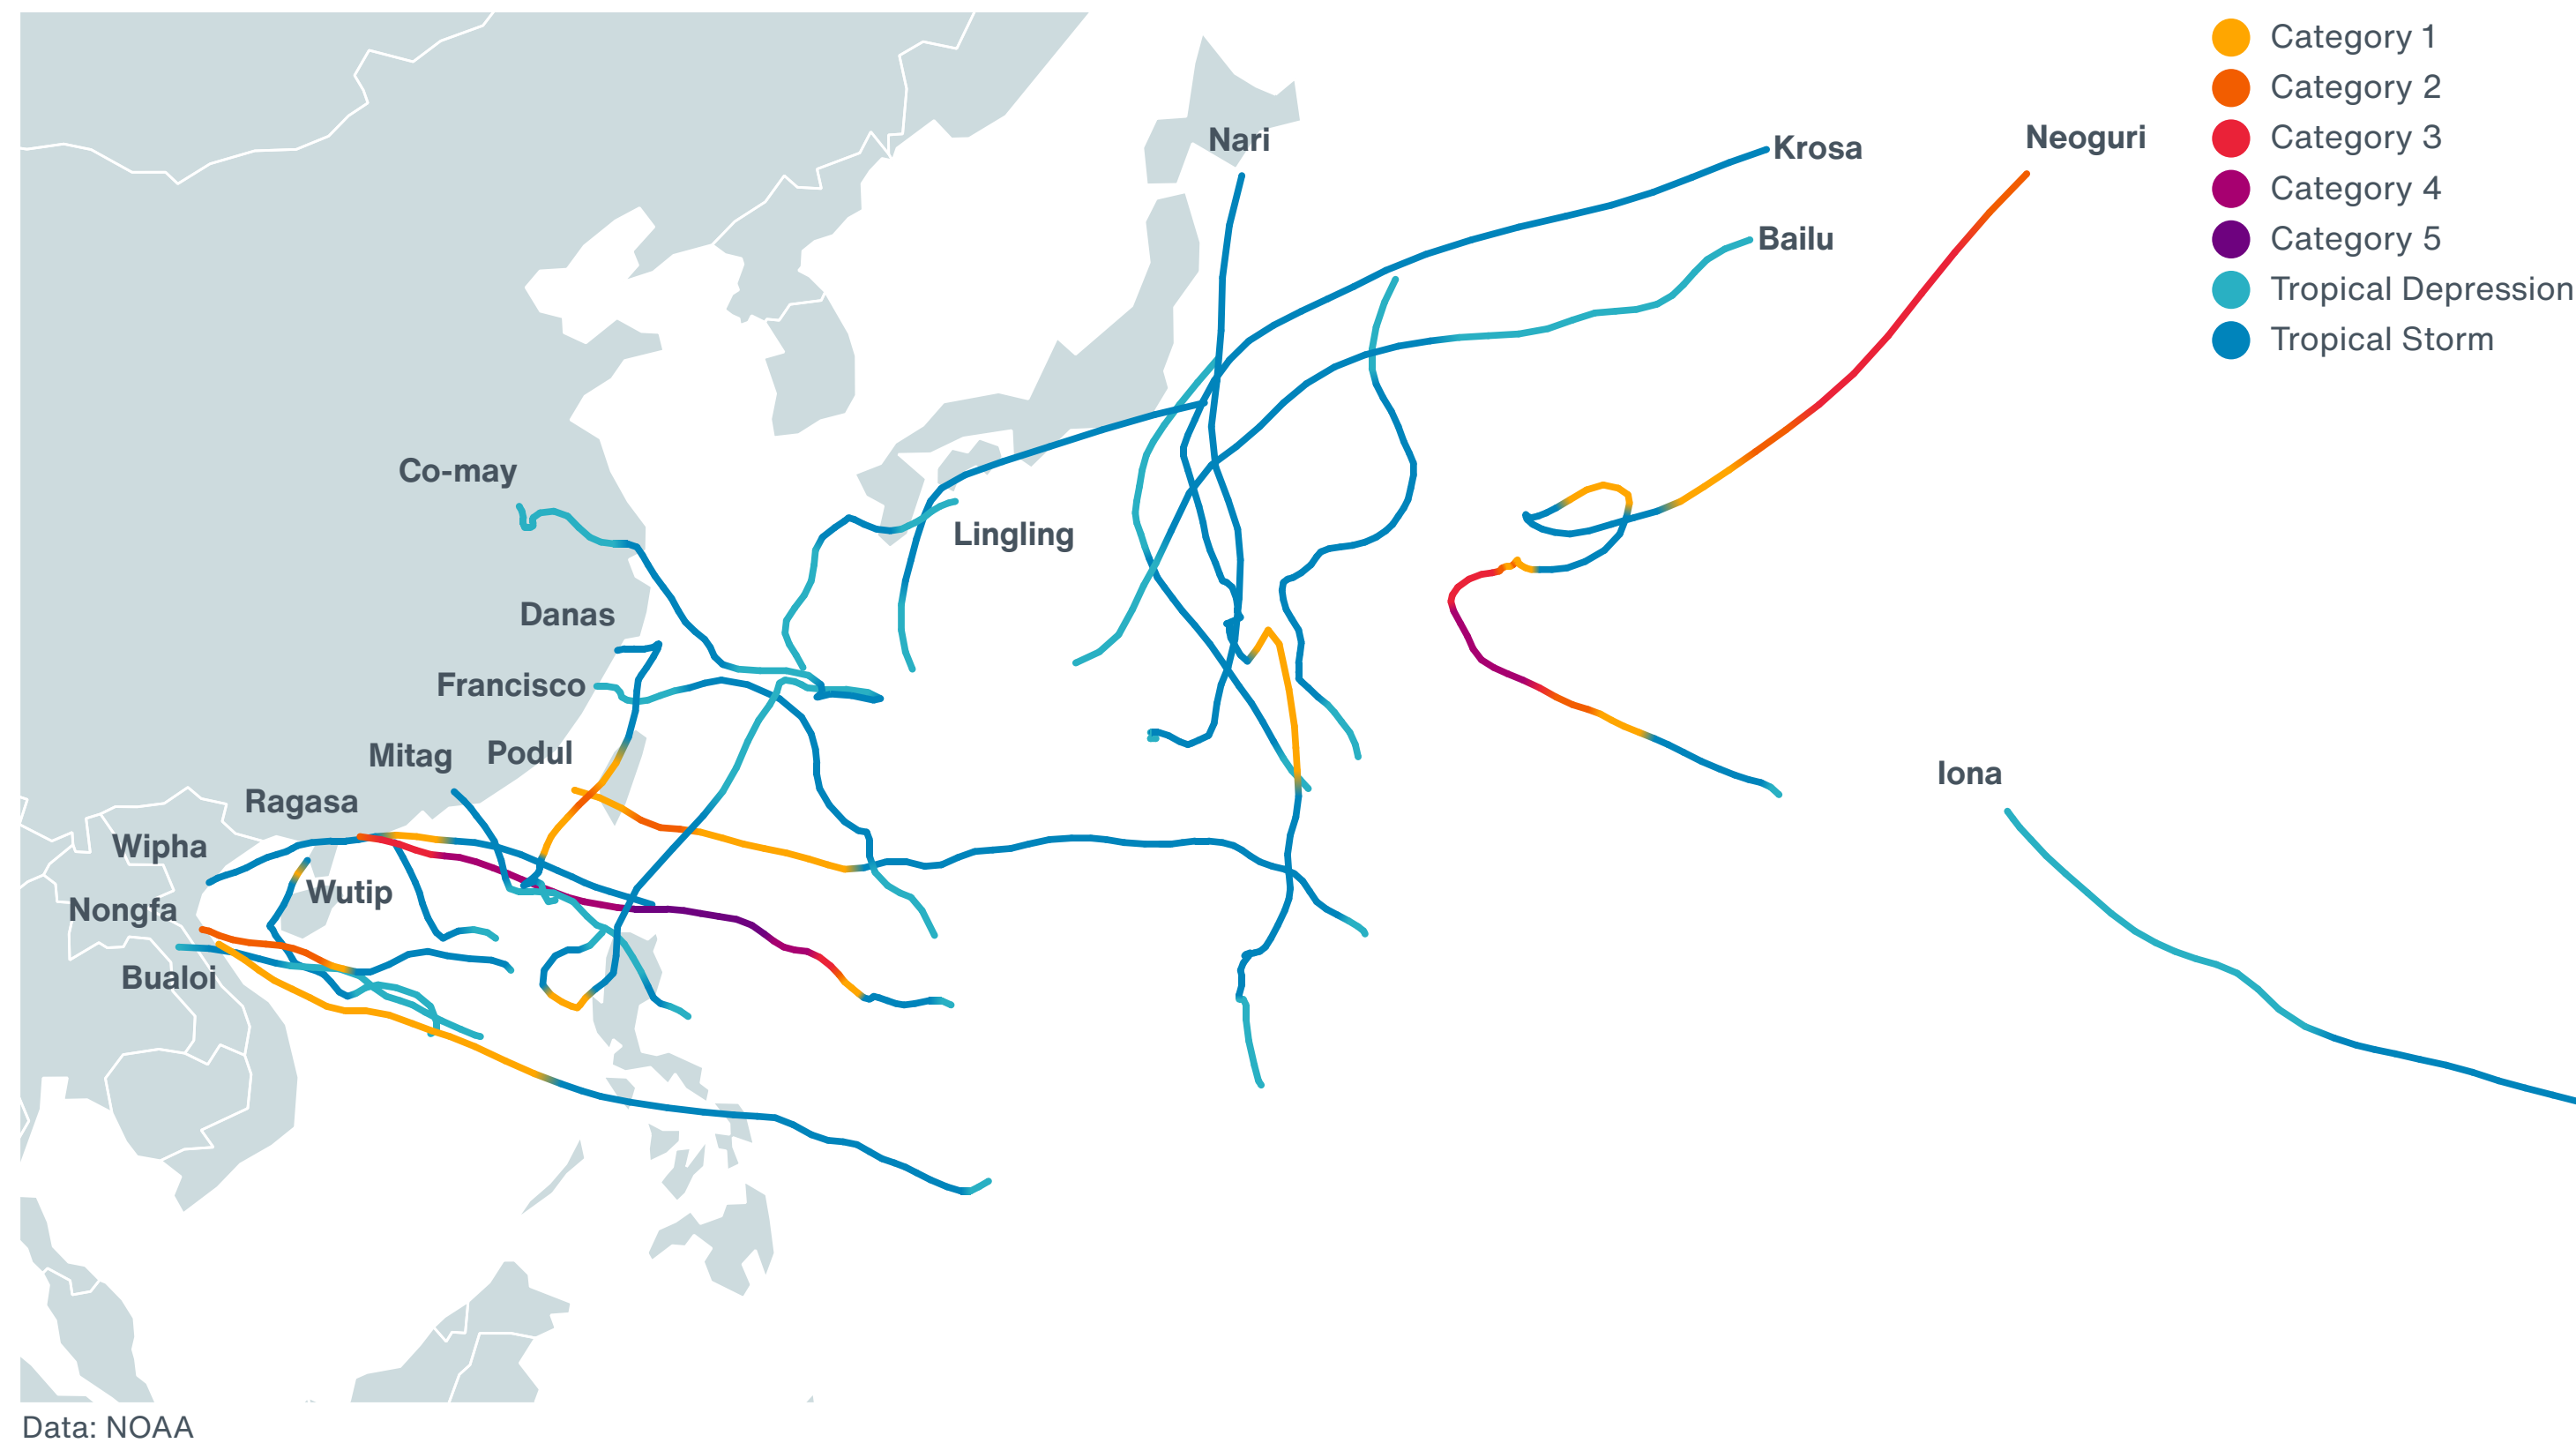 Category 1
Category 2
Category 3
Category 4
Category 5
Tropical Depression
Tropical Storm
Nari
Krosa
Neoguri
Bailu
Co-may
Lingling
Danas
Francisco
Mitag
Podul
Ragasa
Iona
Wipha
Wutip
Nongfa
Bualoi
Data: NOAA